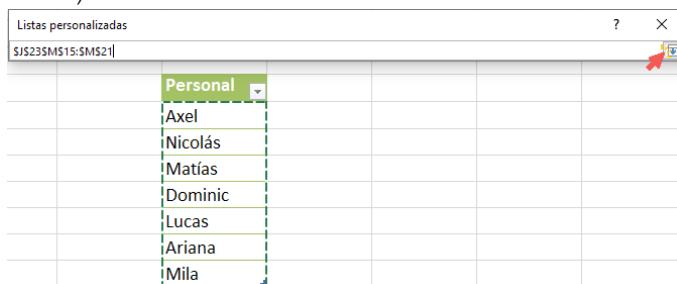 Listas personalizadas ? ×
$J$23$M$15:$M$21
Personal
Axel
Nicolás
Matías
Dominic
Lucas
Ariana
Mila